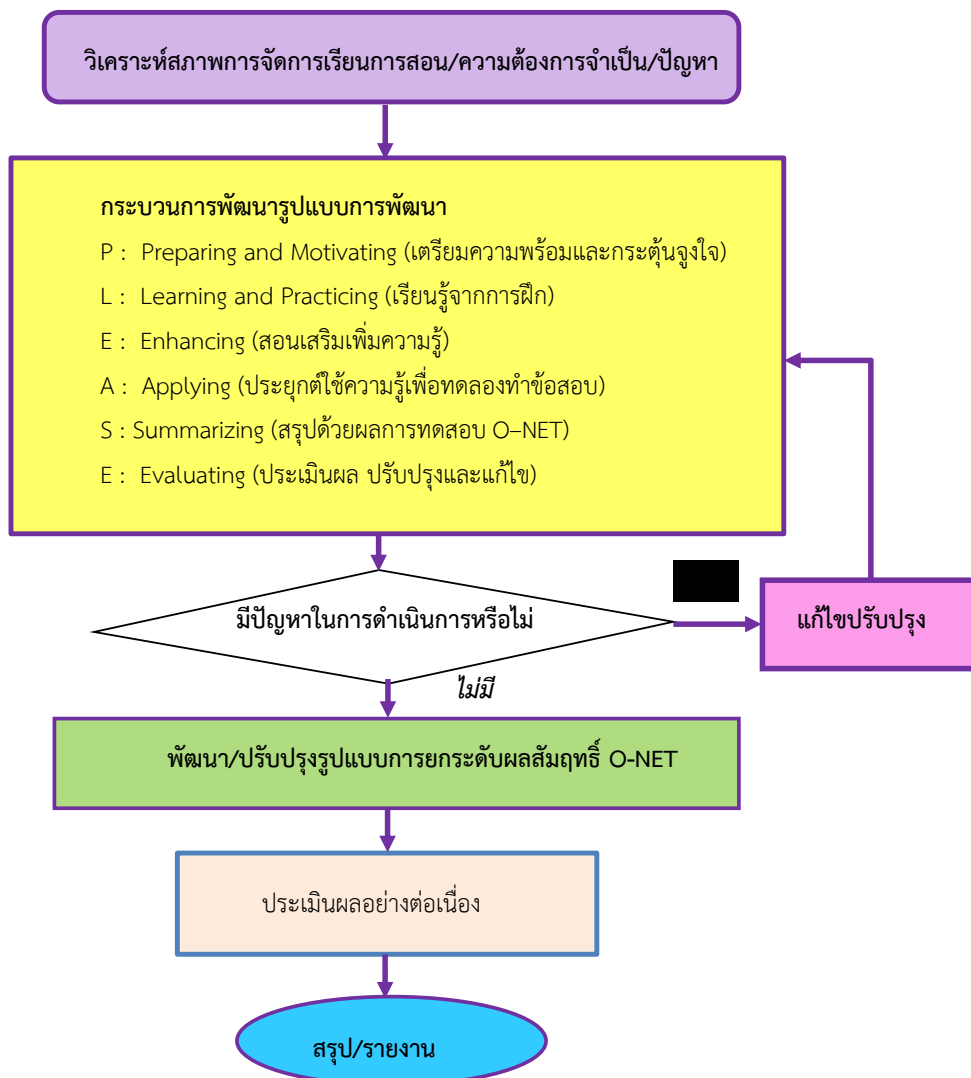 วิเคราะห์สภาพการจัดการเรียนการสอน/ความต้องการจำเป็น/ปัญหา
กระบวนการพัฒนารูปแบบการพัฒนา
P : Preparing and Motivating (เตรียมความพร้อมและกระตุ้นจูงใจ)
L : Learning and Practicing (เรียนรู้จากการฝึก)
E : Enhancing (สอนเสริมเพิ่มความรู้)
A : Applying (ประยุกต์ใช้ความรู้เพื่อทดลองทำข้อสอบ)
S : Summarizing (สรุปด้วยผลการทดสอบ O–NET)
E : Evaluating (ประเมินผล ปรับปรุงและแก้ไข)
มีปัญหาในการดำเนินการหรือไม่
แก้ไขปรับปรุง
ไม่มี
พัฒนา/ปรับปรุงรูปแบบการยกระดับผลสัมฤทธิ์ O-NET
ประเมินผลอย่างต่อเนื่อง
สรุป/รายงาน